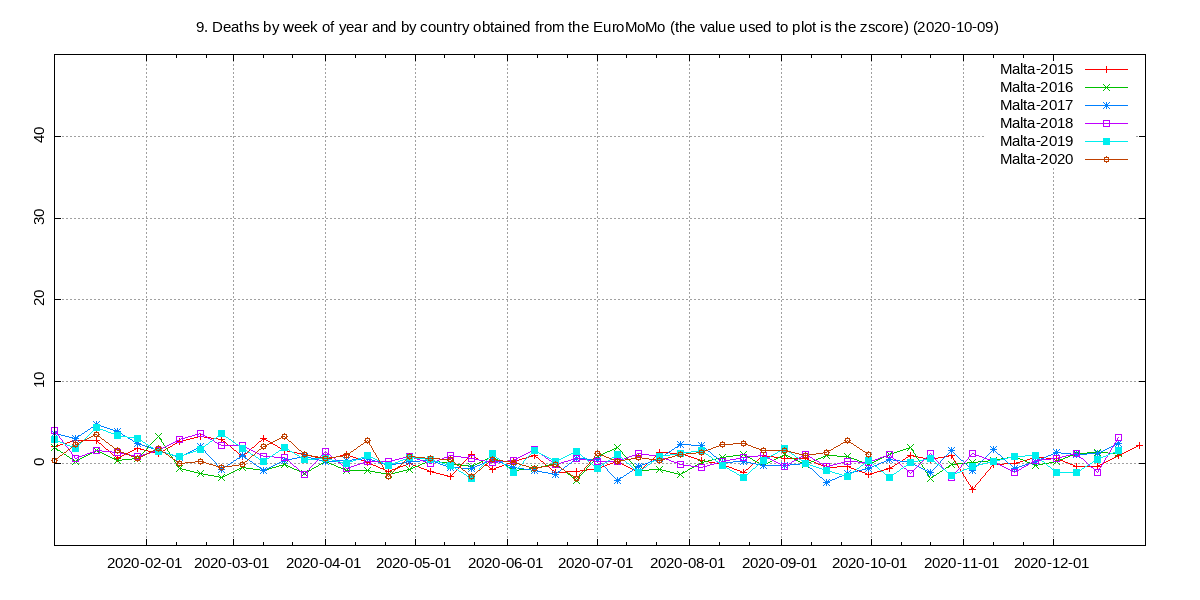 9. Deaths by week of year and by country obtained from the EuroMoMo (the value used to plot is the zscore) (2020-10-09)
Malta-2015
Malta-2016
Malta-2017
Malta-2018
Malta-2019
Malta-2020
40
30
20
10
0
2020-02-01 2020-03-01 2020-04-01 2020-05-01 2020-06-01 2020-07-01 2020-08-01 2020-09-01 2020-10-01 2020-11-01 2020-12-01